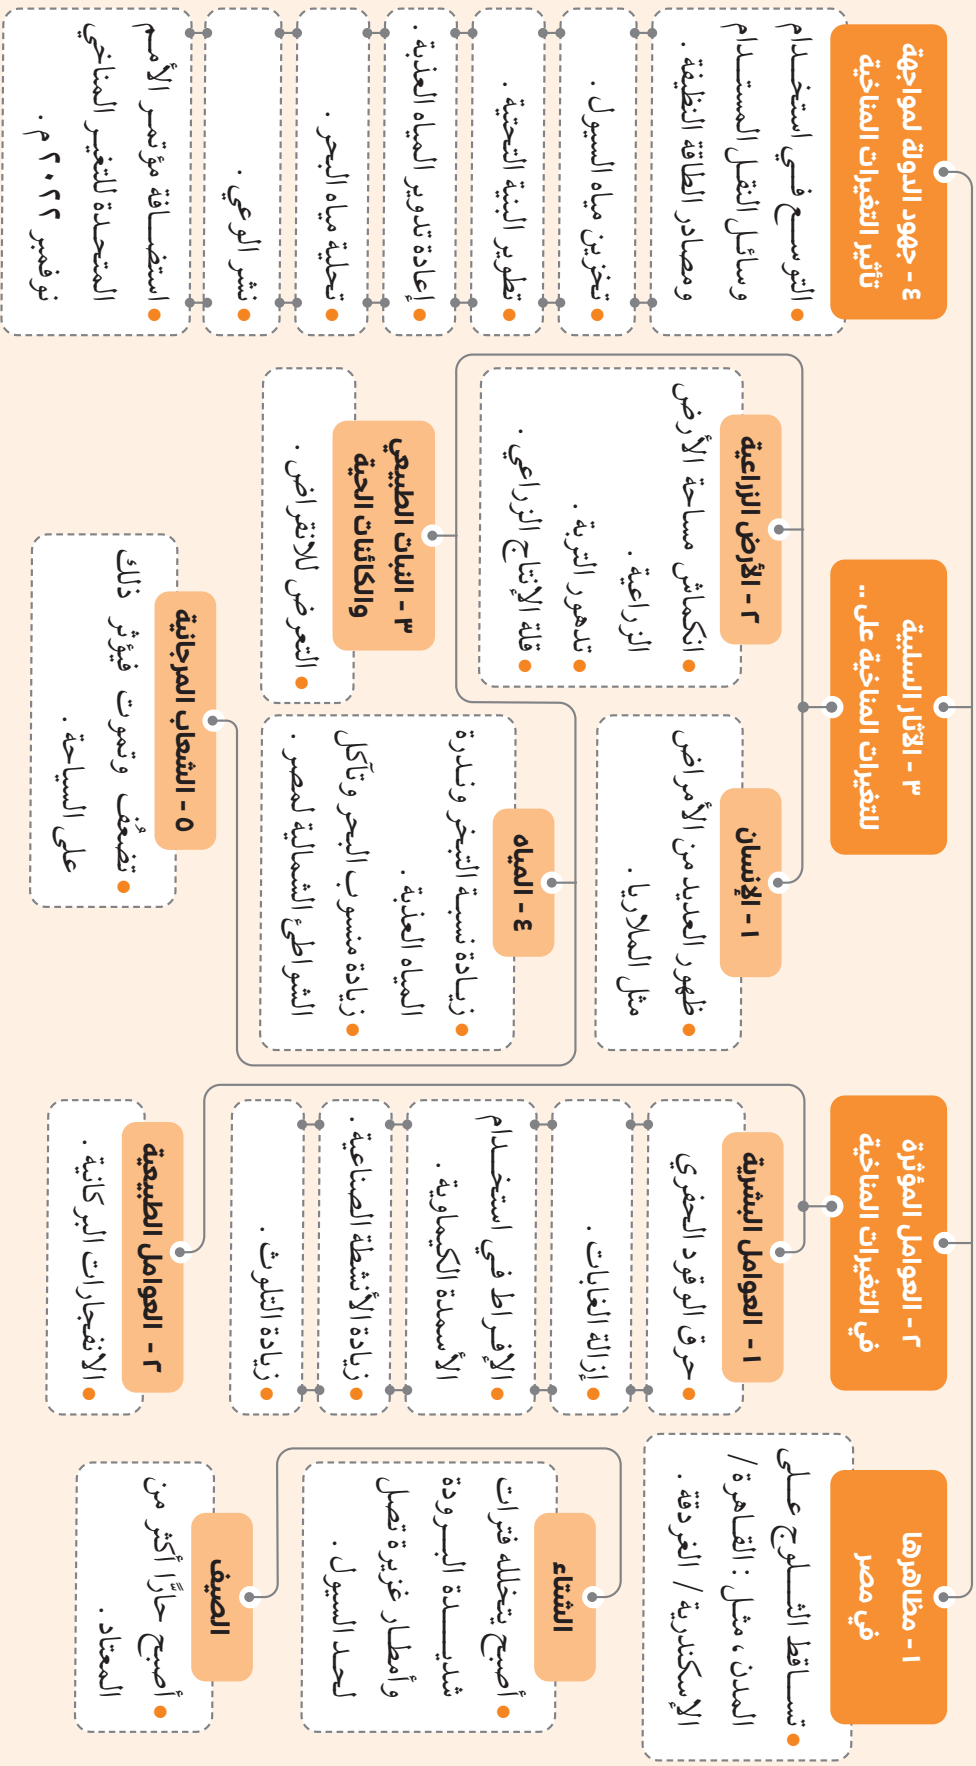 ١ - مظاهرها
في مصر
تساقط الثلوج على
المدن ، مثل : القاهرة /
الإسكندرية / الغردقة .
الشتاء
أصبح يتخلله فترات
شديدة البرودة
وأمطار غزيرة تصل
لحد السيول .
الصيف
أصبح حارًّا أكثر من
المعتاد .
٢ - العوامل المؤثرة
في التغيرات المناخية
١ - العوامل البشرية
حرق الوقود الحفري
إزالة الغابات .
الإفراط في استخدام
الأسمدة الكيماوية .
زيادة الأنشطة الصناعية .
زيادة التلوث .
٢ - العوامل الطبيعية
الانفجارات البركانية .
٣ - الآثار السلبية
للتغيرات المناخية على ..
١ - الإنسان
ظهور العديد من الأمراض
مثل الملاريا .
٢ - الأرض الزراعية
انكماش مساحة الأرض
الزراعية .
تدهور التربة .
قلة الإنتاج الزراعي .
٣ - النبات الطبيعي
والكائنات الحية
التعرض للانقراض .
٤ - المياه
زيادة نسبة التبخر وندرة
المياه العذبة .
زيادة منسوب البحر وتآكل
الشواطئ الشمالية لمصر .
٥ - الشعاب المرجانية
تضعُف وتموت فيؤثر ذلك
على السياحة .
٤ - جهود الدولة لمواجهة
تأثير التغيرات المناخية
التوسع في استخدام
وسائل النقل المستدام
ومصادر الطاقة النظيفة .
تخزين مياه السيول .
تطوير البنية التحتية .
إعادة تدوير المياه العذبة .
تحلية مياه البحر .
نشر الوعي .
استضافة مؤتمر الأمم
المتحدة للتغير المناخي
نوفمبر ٢٠٢٢ م .